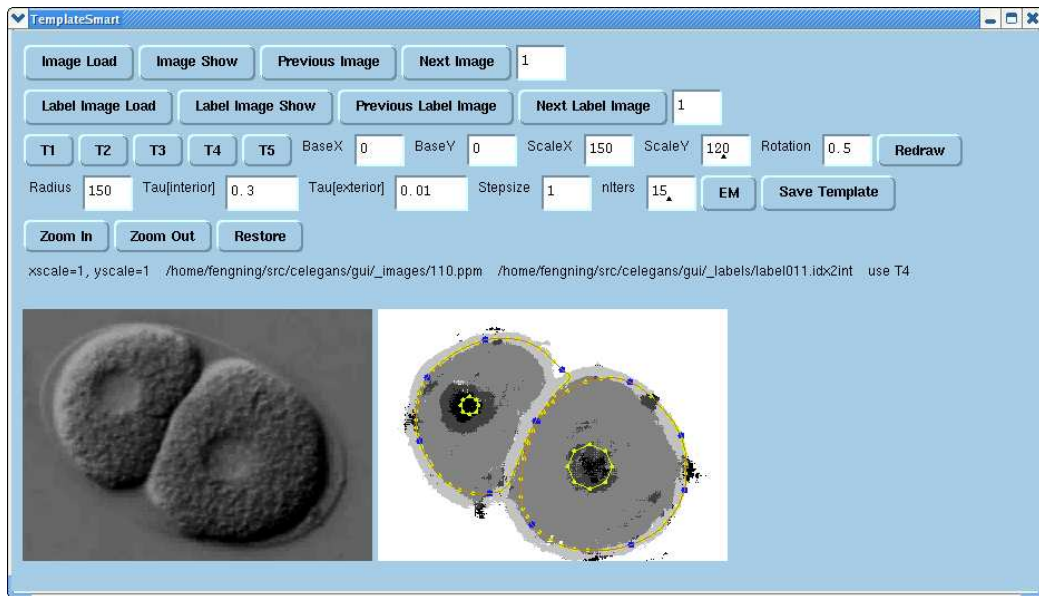 TemplateSmart
Image Load Image Show Previous Image Next Image 1
Label Image Load Label Image Show Previous Label Image Next Label Image 1
T1 T2 T3 T4 T5 BaseX 0 BaseY 0 ScaleX 150 ScaleY 120 Rotation 0.5 Redraw
Radius 150 Tau[interior] 0.3 Tau[exterior] 0.01 Stepsize 1 nIters 15 EM Save Template
Zoom In Zoom Out Restore
xscale=1, yscale=1 /home/fengning/src/celegans/gui/_images/110.ppm /home/fengning/src/celegans/gui/_labels/label011.idx2int use T4